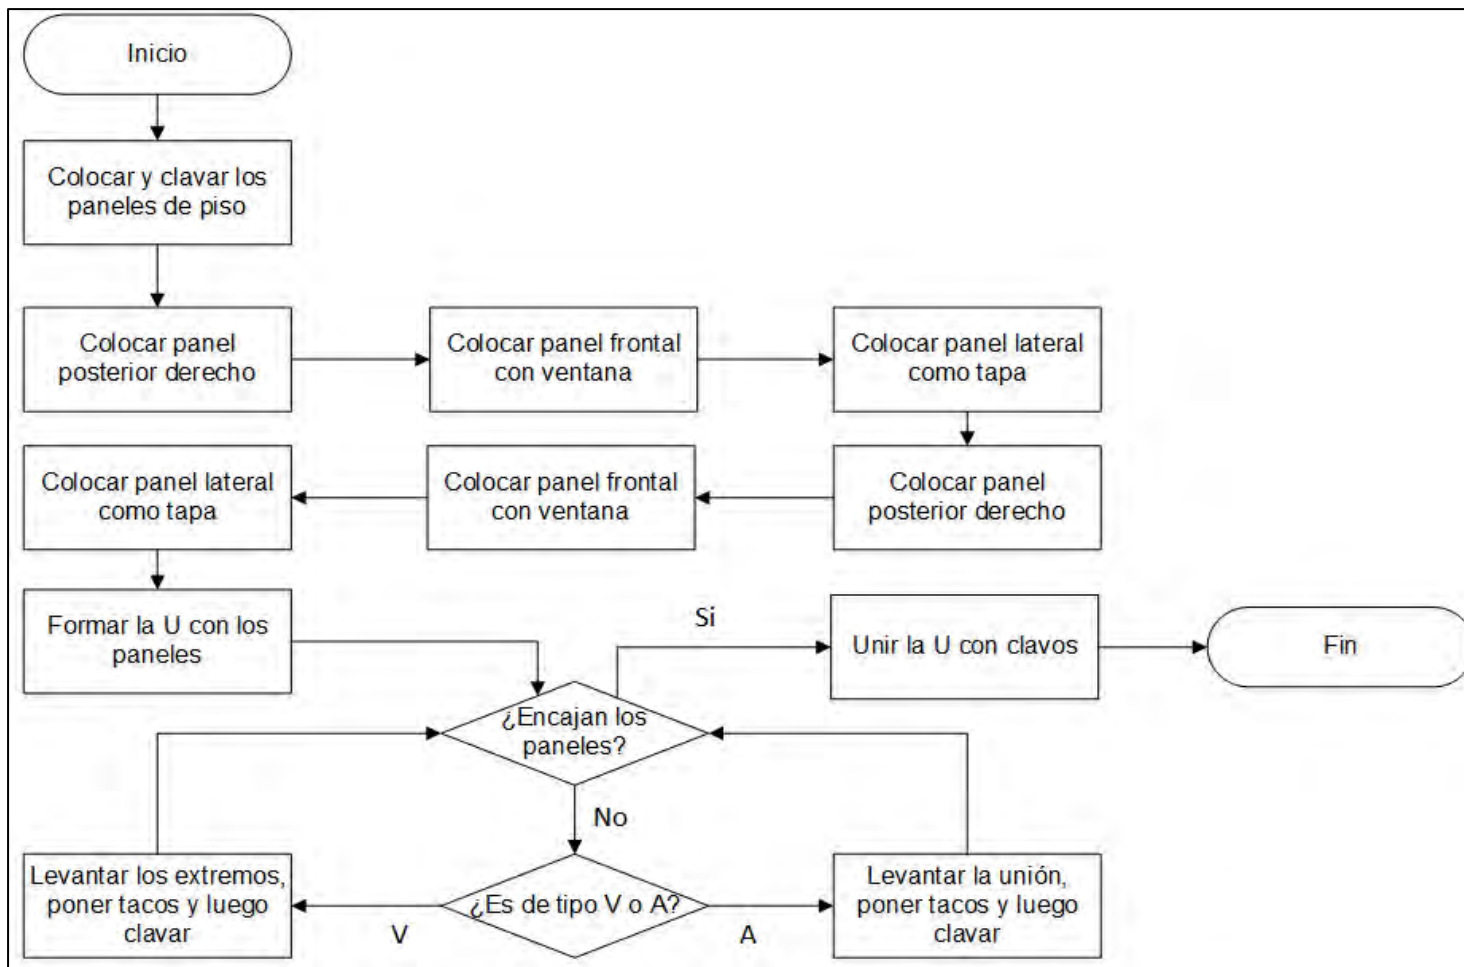 Inicio
Colocar y clavar los
paneles de piso
Colocar panel
posterior derecho
Colocar panel frontal
con ventana
Colocar panel lateral
como tapa
Colocar panel
posterior derecho
Colocar panel frontal
con ventana
Colocar panel lateral
como tapa
Formar la U con los
paneles
¿Encajan los
paneles?
Si
Unir la U con clavos
Fin
No
¿Es de tipo V o A?
V
Levantar los extremos,
poner tacos y luego
clavar
A
Levantar la unión,
poner tacos y luego
clavar